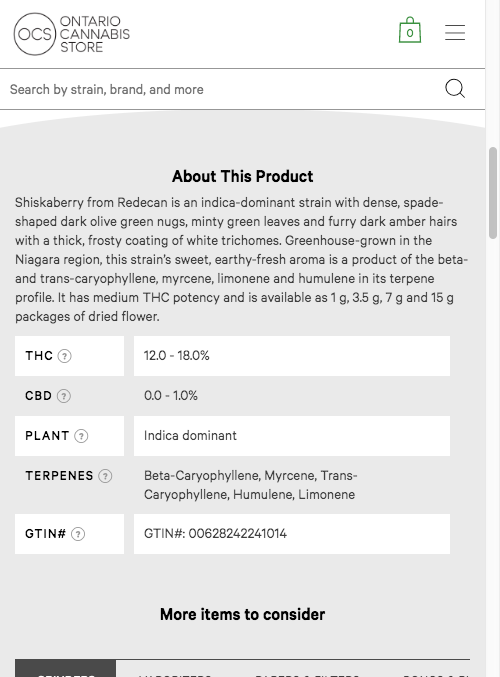 OCS
ONTARIO
CANNABIS
STORE
0
Search by strain, brand, and more
About This Product
Shiskaberry from Redecan is an indica-dominant strain with dense, spade-
shaped dark olive green nugs, minty green leaves and furry dark amber hairs
with a thick, frosty coating of white trichomes. Greenhouse-grown in the
Niagara region, this strain's sweet, earthy-fresh aroma is a product of the beta-
and trans-caryophyllene, myrcene, limonene and humulene in its terpene
profile. It has medium THC potency and is available as 1 g, 3.5 g, 7 g and 15 g
packages of dried flower.
THC ? 12.0 - 18.0%
CBD ? 0.0 - 1.0%
PLANT ? Indica dominant
TERPENES ? Beta-Caryophyllene, Myrcene, Trans-
Caryophyllene, Humulene, Limonene
GTIN# ? GTIN#: 00628242241014
More items to consider